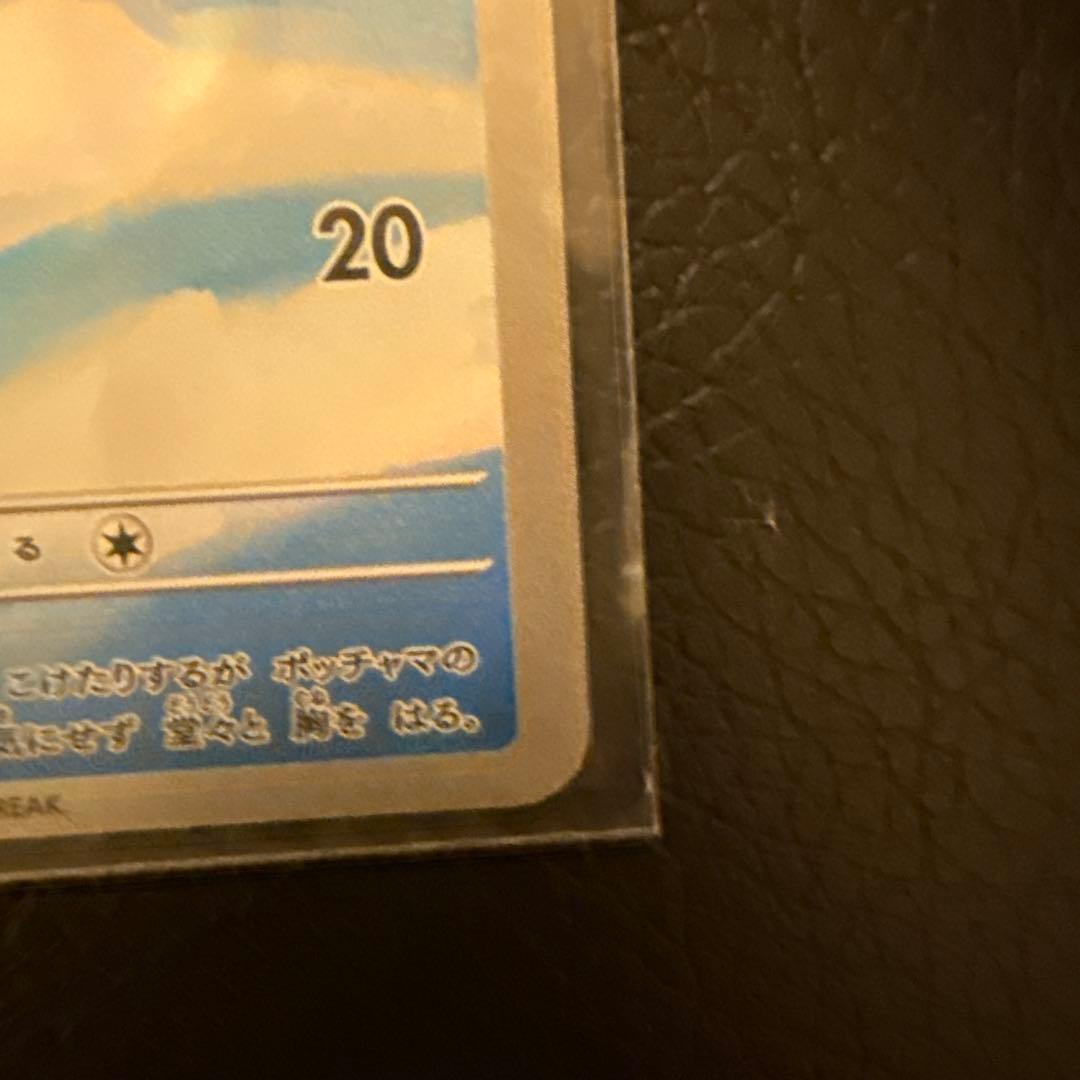 20
る
こけたりするが ポッチャマの
気にせず 堂々と 胸を はる。
REAK